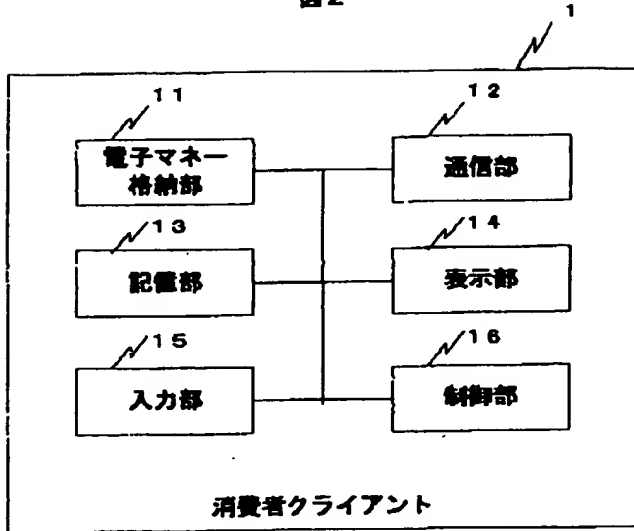 図2
1
11
12
電子マネー
格納部
通信部
13
14
記憶部
表示部
15
16
入力部
制御部
消費者クライアント